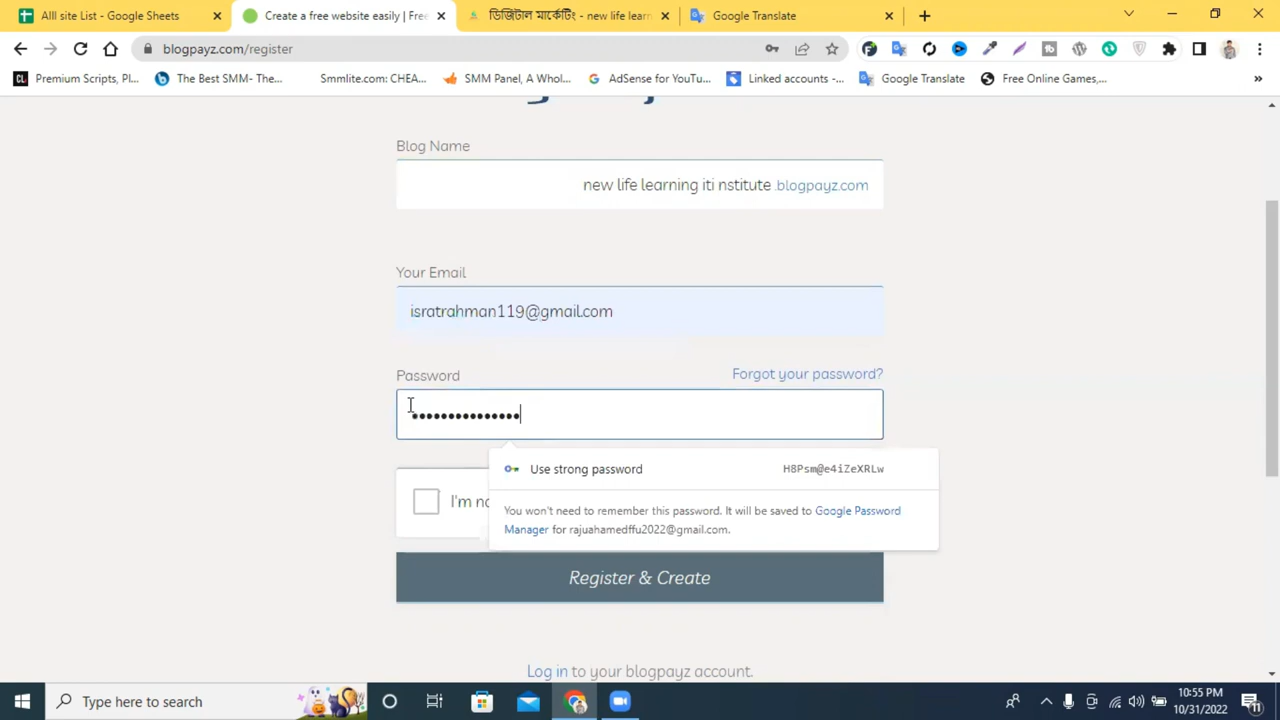 Alll site List - Google Sheets
Create a free website easily | Free
ডিজিটাল মার্কেটিং - new life learn
Google Translate
blogpayz.com/register
Premium Scripts, Pl...
The Best SMM- The...
Smmlite.com: CHEA...
SMM Panel, A Whol...
AdSense for YouTu...
Linked accounts -...
Google Translate
Free Online Games,...
»
Blog Name
new life learning iti nstitute .blogpayz.com
Your Email
isratrahman119@gmail.com
Password Forgot your password?
•••••••••••••••
Use strong password H8Psm@e4iZeXRLw
You won't need to remember this password. It will be saved to Google Password
Manager for rajuahamedffu2022@gmail.com.
I'm no
Register & Create
Log in to your blogpayz account.
Type here to search
10:55 PM
10/31/2022
11